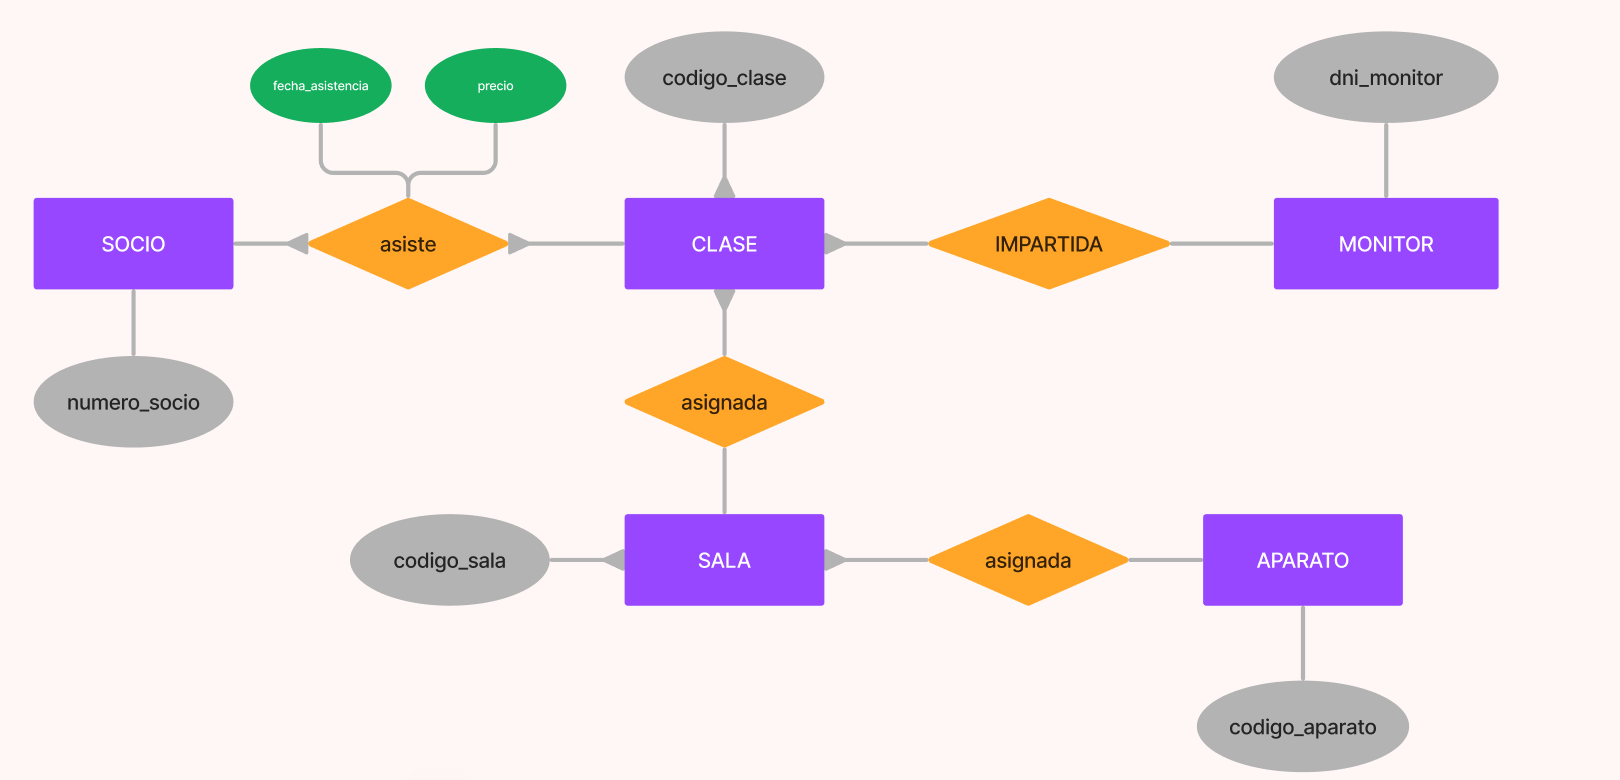 fecha_asistencia
precio
codigo_clase
dni_monitor
SOCIO
asiste
CLASE
IMPARTIDA
MONITOR
numero_socio
asignada
codigo_sala
SALA
asignada
APARATO
codigo_aparato